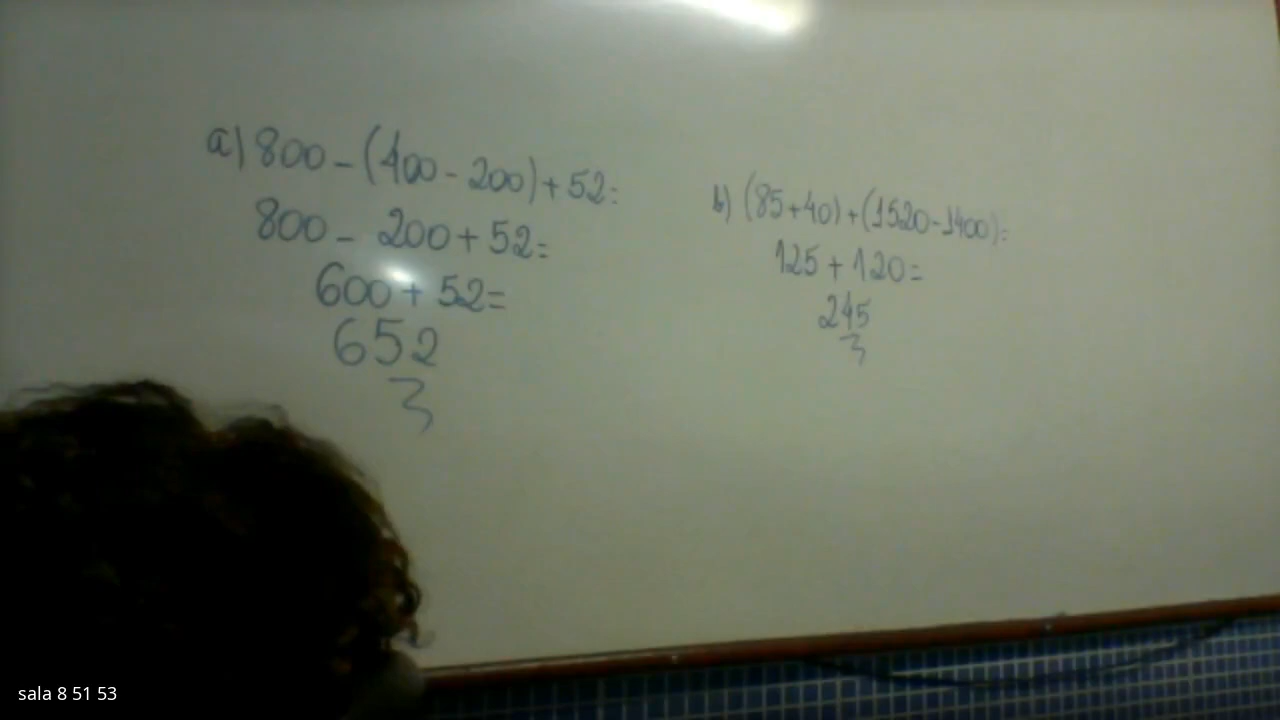 a) 800 - (400 - 200) + 52 =
800 - 200 + 52 =
600 + 52 =
652
b) (85 + 40) + (1520 - 1400) =
125 + 120 =
245
sala 8 51 53